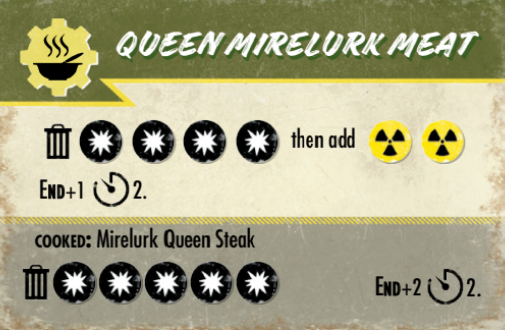 QUEEN MIRELURK MEAT
then add
END+1 2.
COOKED: Mirelurk Queen Steak
END+2 2.